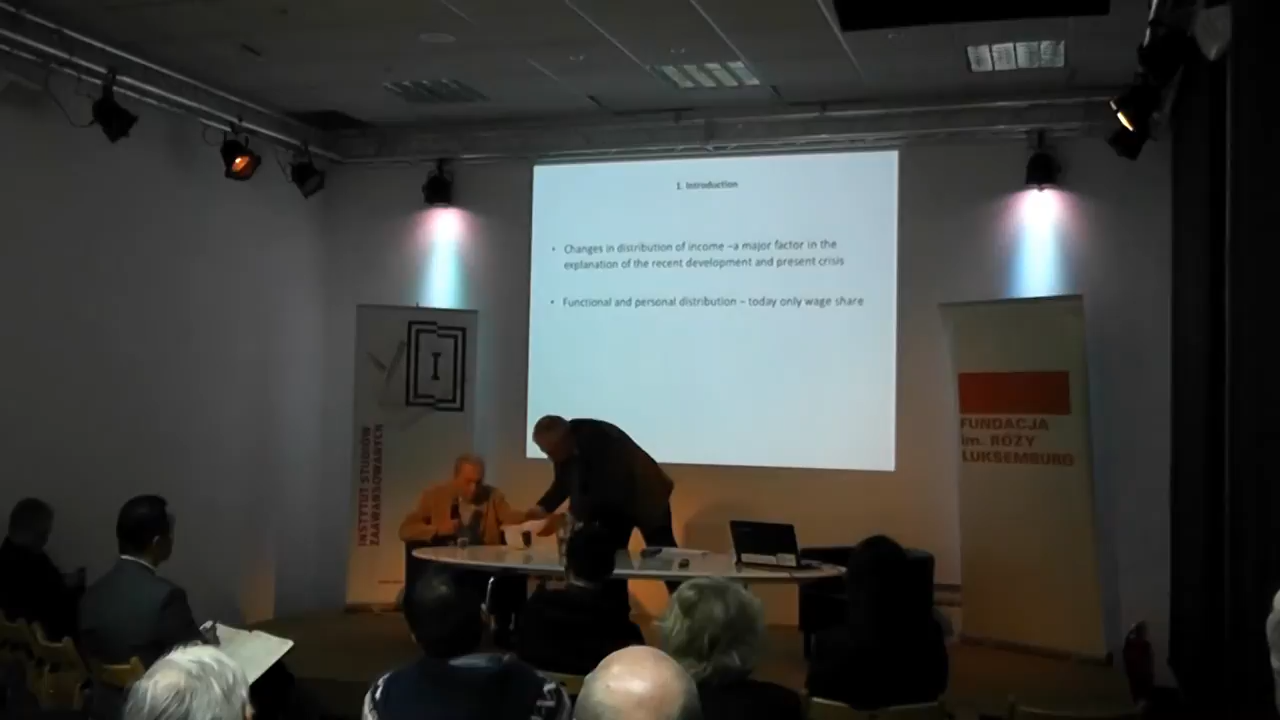 1. Introduction
• Changes in distribution of income –a major factor in the
explanation of the recent development and present crisis
• Functional and personal distribution – today only wage share
I
INSTYTUT STUDIÓW
ZAAWANSOWANYCH
FUNDACJA
im. RÓŻY
LUKSEMBURG